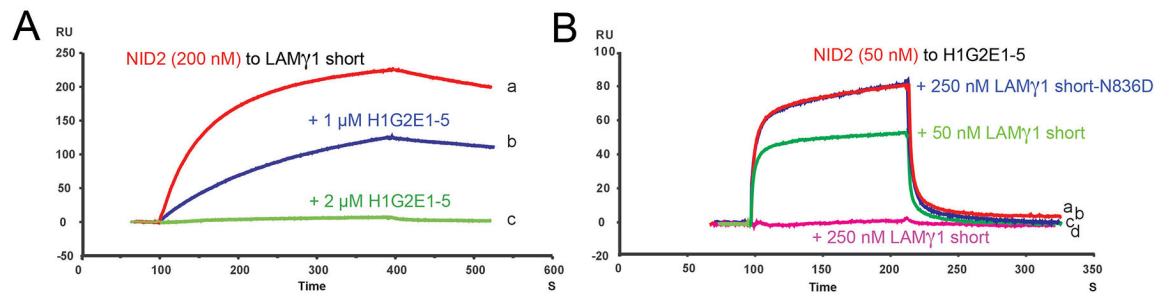 A
RU
250
200
150
100
50
0
-50
NID2 (200 nM) to LAMγ1 short
+ 1 µM H1G2E1-5
+ 2 µM H1G2E1-5
a
b
c
0 100 200 300 400 500 600
Time S
B
RU
100
80
60
40
20
0
-20
NID2 (50 nM) to H1G2E1-5
+ 250 nM LAMγ1 short-N836D
+ 50 nM LAMγ1 short
+ 250 nM LAMγ1 short
a b
c
d
0 50 100 150 200 250 300 350
Time S